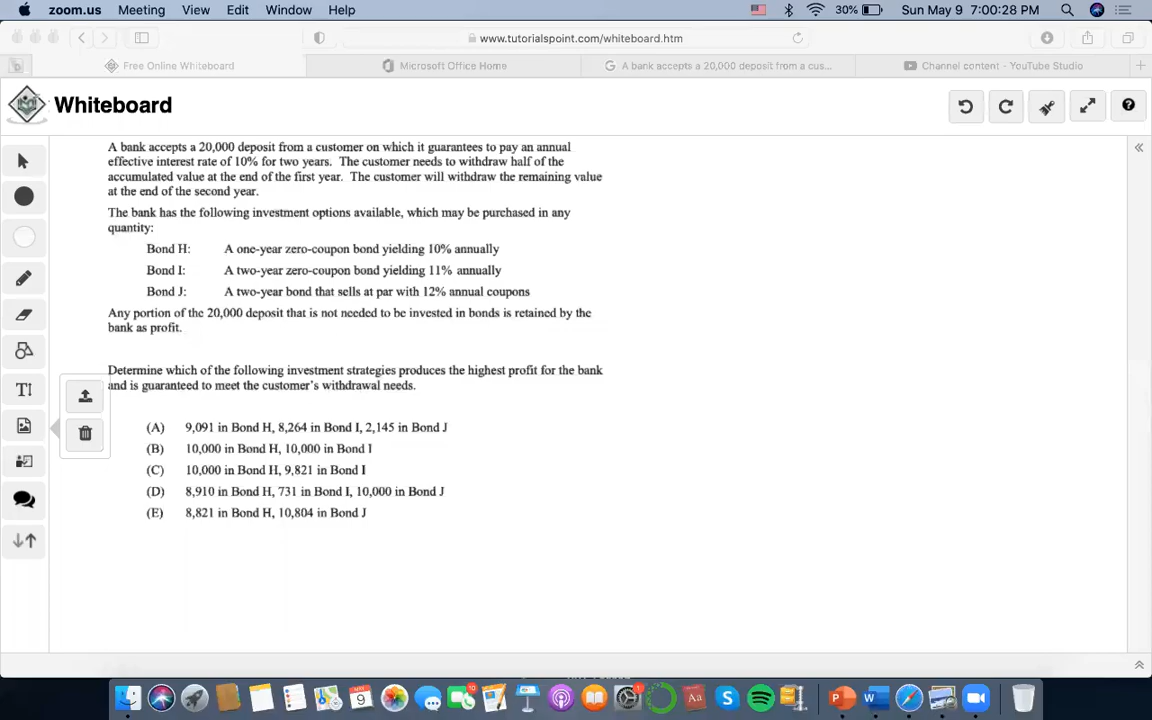 zoom.us Meeting View Edit Window Help 30% Sun May 9 7:00:28 PM
www.tutorialspoint.com/whiteboard.htm
Free Online Whiteboard Microsoft Office Home A bank accepts a 20,000 deposit from a cus... Channel content - YouTube Studio
Whiteboard
A bank accepts a 20,000 deposit from a customer on which it guarantees to pay an annual
effective interest rate of 10% for two years. The customer needs to withdraw half of the
accumulated value at the end of the first year. The customer will withdraw the remaining value
at the end of the second year.
The bank has the following investment options available, which may be purchased in any
quantity:
Bond H: A one-year zero-coupon bond yielding 10% annually
Bond I: A two-year zero-coupon bond yielding 11% annually
Bond J: A two-year bond that sells at par with 12% annual coupons
Any portion of the 20,000 deposit that is not needed to be invested in bonds is retained by the
bank as profit.
Determine which of the following investment strategies produces the highest profit for the bank
and is guaranteed to meet the customer's withdrawal needs.
(A) 9,091 in Bond H, 8,264 in Bond I, 2,145 in Bond J
(B) 10,000 in Bond H, 10,000 in Bond I
(C) 10,000 in Bond H, 9,821 in Bond I
(D) 8,910 in Bond H, 731 in Bond I, 10,000 in Bond J
(E) 8,821 in Bond H, 10,804 in Bond J